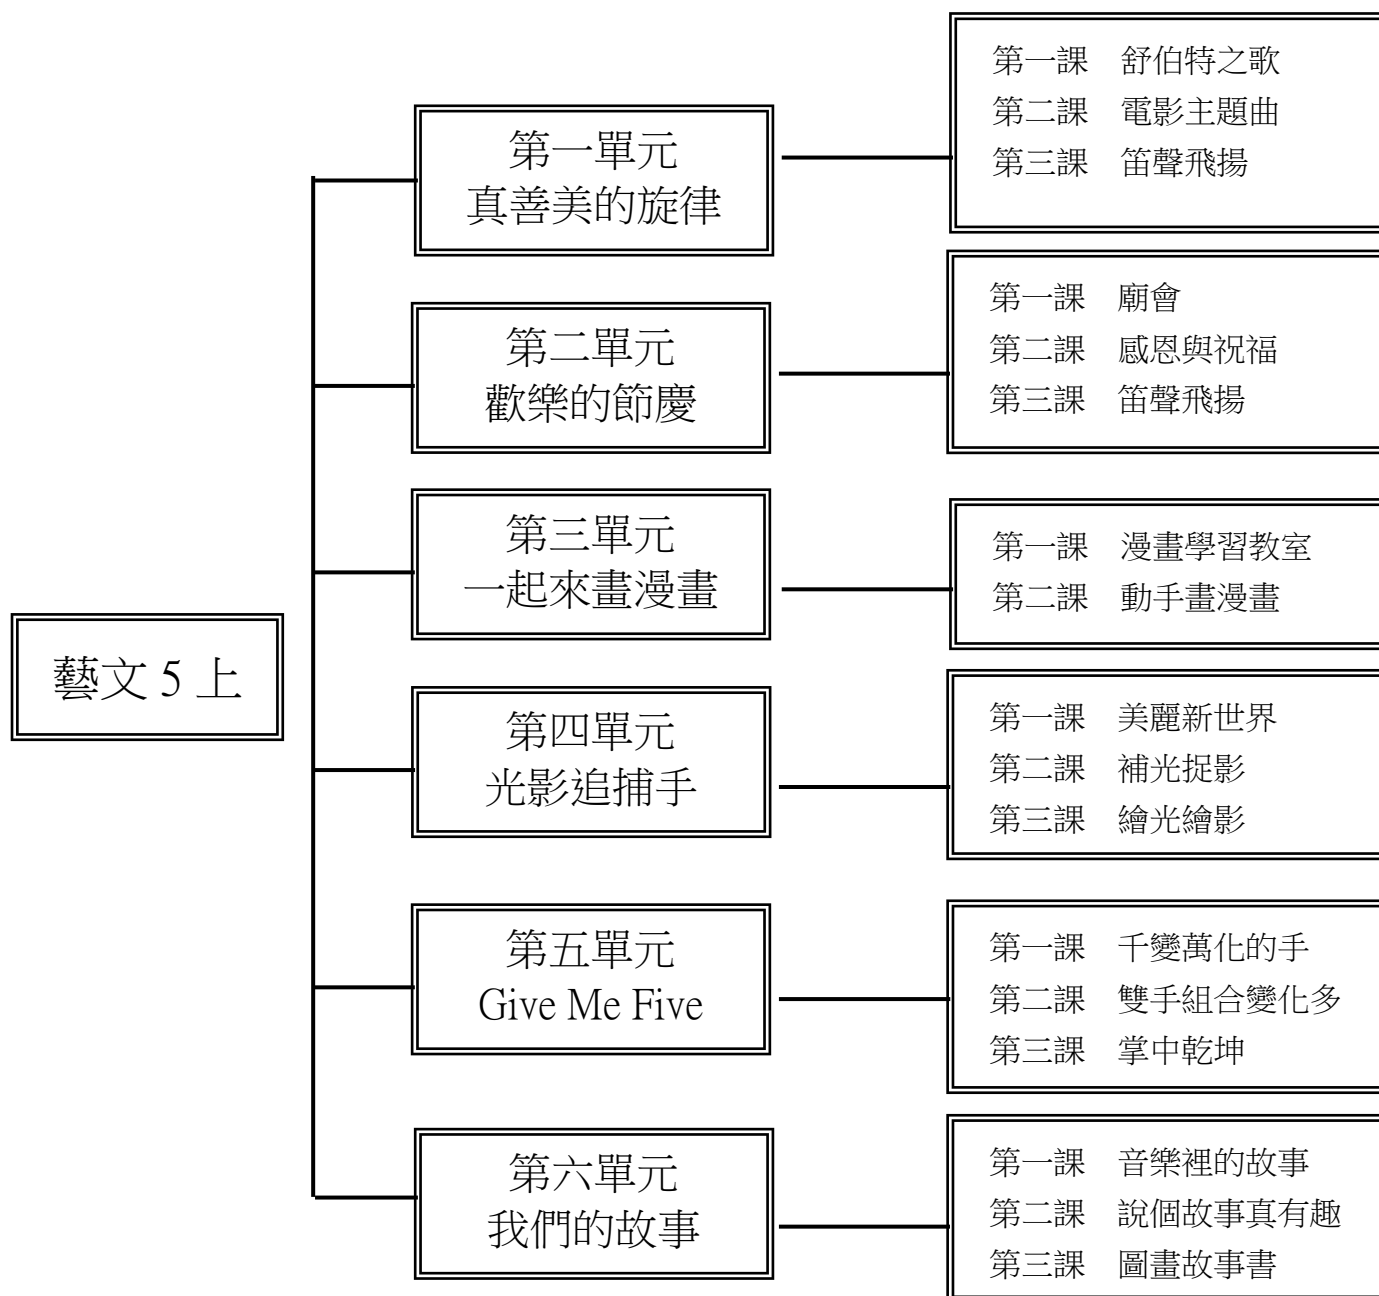 藝文 5 上
第一單元
真善美的旋律
第一課　舒伯特之歌
第二課　電影主題曲
第三課　笛聲飛揚
第二單元
歡樂的節慶
第一課　廟會
第二課　感恩與祝福
第三課　笛聲飛揚
第三單元
一起來畫漫畫
第一課　漫畫學習教室
第二課　動手畫漫畫
第四單元
光影追捕手
第一課　美麗新世界
第二課　補光捉影
第三課　繪光繪影
第五單元
Give Me Five
第一課　千變萬化的手
第二課　雙手組合變化多
第三課　掌中乾坤
第六單元
我們的故事
第一課　音樂裡的故事
第二課　說個故事真有趣
第三課　圖畫故事書